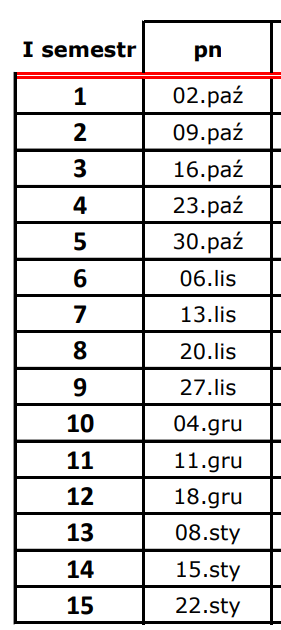 I semestr pn
1 02.paź
2 09.paź
3 16.paź
4 23.paź
5 30.paź
6 06.lis
7 13.lis
8 20.lis
9 27.lis
10 04.gru
11 11.gru
12 18.gru
13 08.sty
14 15.sty
15 22.sty